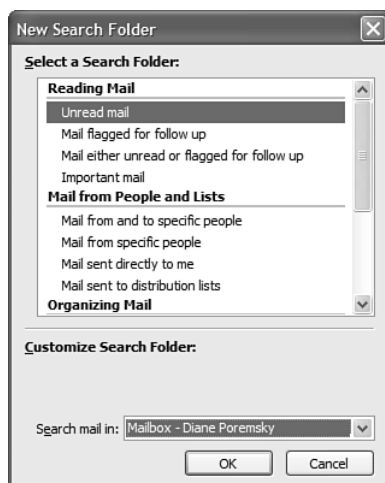 New Search Folder
Select a Search Folder:
Reading Mail
Unread mail
Mail flagged for follow up
Mail either unread or flagged for follow up
Important mail
Mail from People and Lists
Mail from and to specific people
Mail from specific people
Mail sent directly to me
Mail sent to distribution lists
Organizing Mail
Customize Search Folder:
Search mail in: Mailbox - Diane Poremsky
OK Cancel